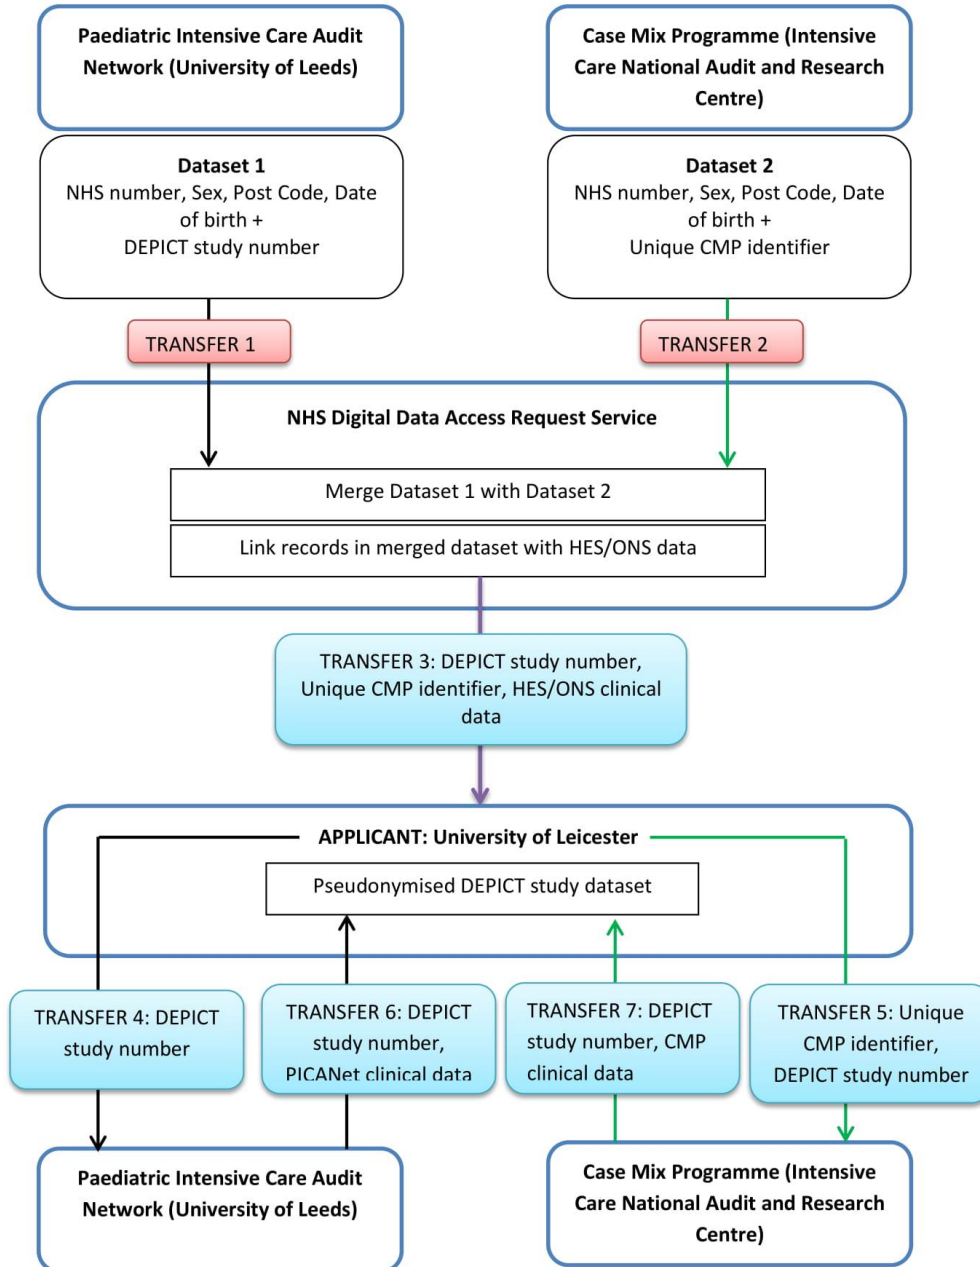 Paediatric Intensive Care Audit
Network (University of Leeds)
Case Mix Programme (Intensive
Care National Audit and Research
Centre)
Dataset 1
NHS number, Sex, Post Code, Date
of birth +
DEPICT study number
Dataset 2
NHS number, Sex, Post Code, Date
of birth +
Unique CMP identifier
TRANSFER 1
TRANSFER 2
NHS Digital Data Access Request Service
Merge Dataset 1 with Dataset 2
Link records in merged dataset with HES/ONS data
TRANSFER 3: DEPICT study number,
Unique CMP identifier, HES/ONS clinical
data
APPLICANT: University of Leicester
Pseudonymised DEPICT study dataset
TRANSFER 4: DEPICT
study number
TRANSFER 6: DEPICT
study number,
PICANet clinical data
TRANSFER 7: DEPICT
study number, CMP
clinical data
TRANSFER 5: Unique
CMP identifier,
DEPICT study number
Paediatric Intensive Care Audit
Network (University of Leeds)
Case Mix Programme (Intensive
Care National Audit and Research
Centre)